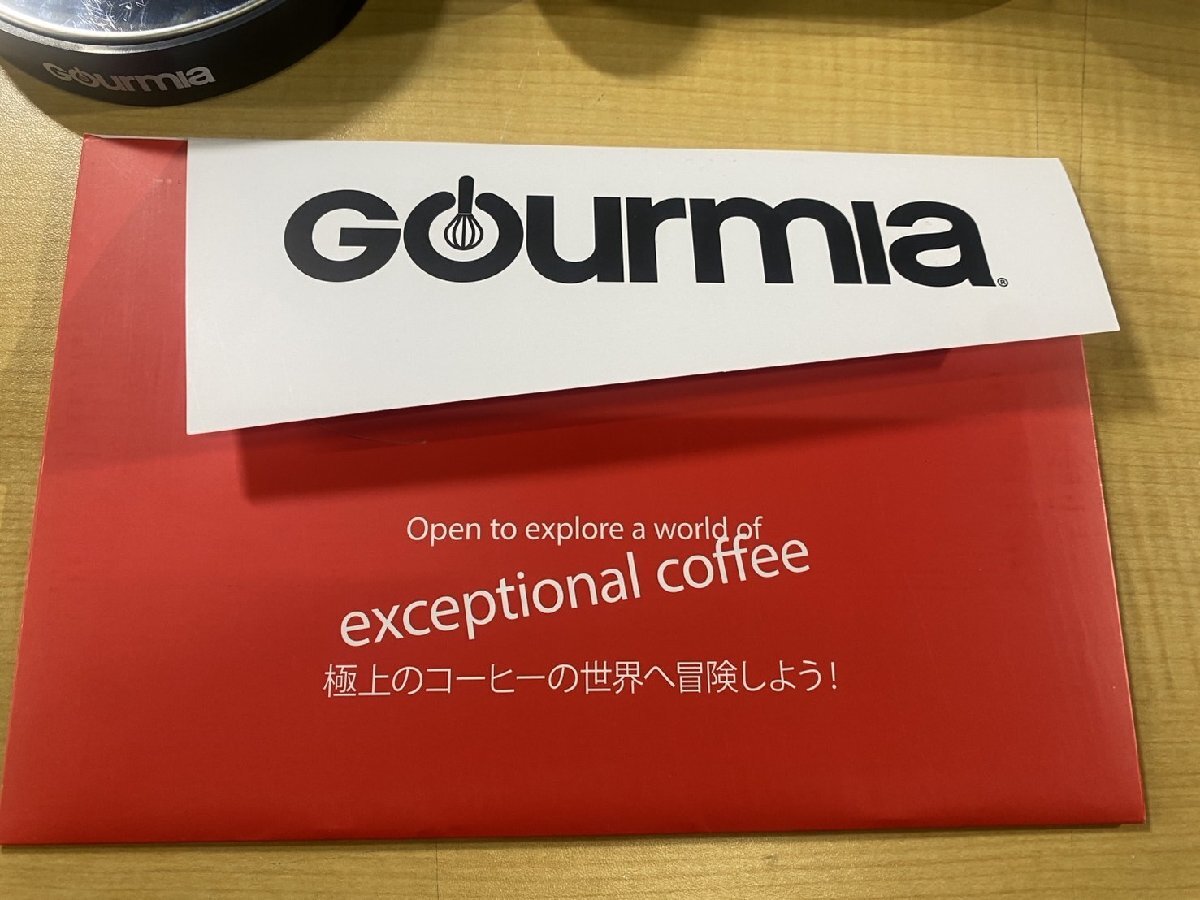 Gourmia
Gourmia®
Open to explore a world of
exceptional coffee
極上のコーヒーの世界へ冒険しよう！